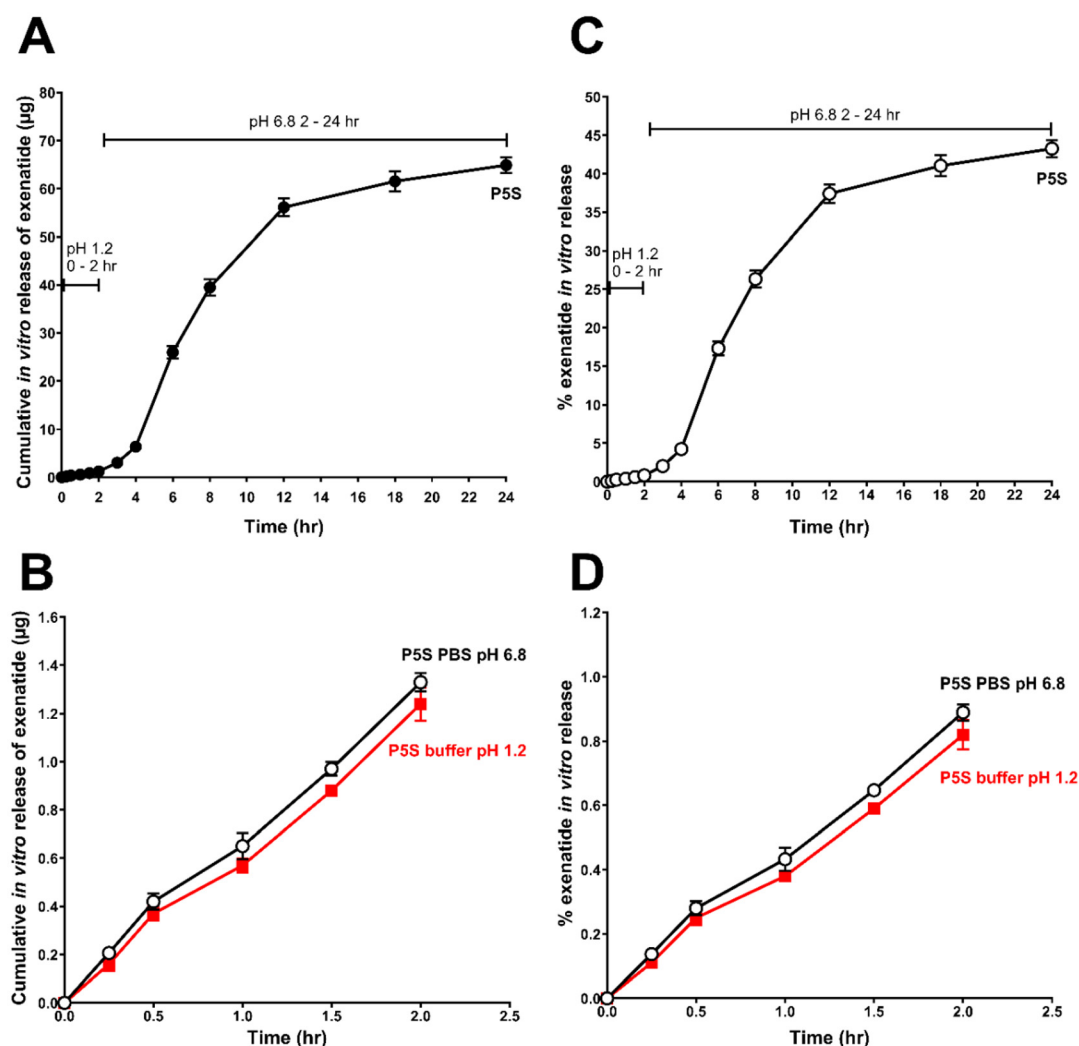 A
Cumulative in vitro release of exenatide (µg)
80
70
60
50
40
30
20
10
0
pH 6.8 2 - 24 hr
P5S
pH 1.2
0 - 2 hr
0 2 4 6 8 10 12 14 16 18 20 22 24
Time (hr)
C
% exenatide in vitro release
50
45
40
35
30
25
20
15
10
5
0
pH 6.8 2 - 24 hr
P5S
pH 1.2
0 - 2 hr
0 2 4 6 8 10 12 14 16 18 20 22 24
Time (hr)
B
Cumulative in vitro release of exenatide (µg)
1.6
1.4
1.2
1.0
0.8
0.6
0.4
0.2
0.0
P5S PBS pH 6.8
P5S buffer pH 1.2
0.0 0.5 1.0 1.5 2.0 2.5
Time (hr)
D
% exenatide in vitro release
1.2
1.0
0.8
0.6
0.4
0.2
0.0
P5S PBS pH 6.8
P5S buffer pH 1.2
0.0 0.5 1.0 1.5 2.0 2.5
Time (hr)